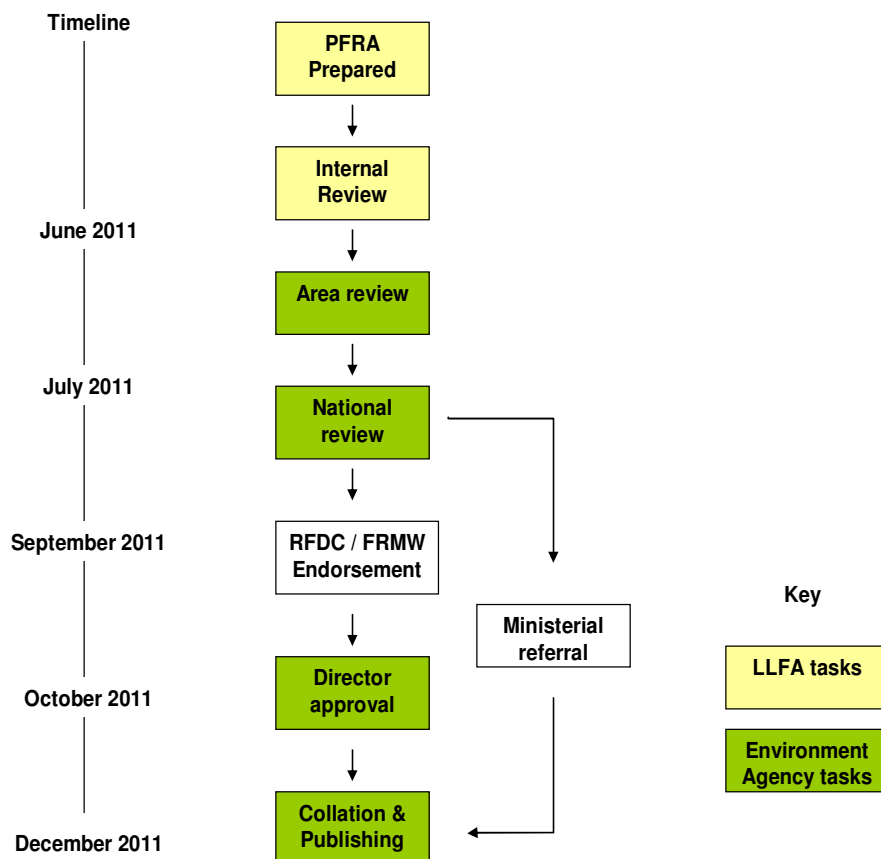 Timeline
PFRA
Prepared
Internal
Review
June 2011
Area review
July 2011
National
review
September 2011
RFDC / FRMW
Endorsement
Ministerial
referral
Key
LLFA tasks
Director
approval
October 2011
Environment
Agency tasks
Collation &
Publishing
December 2011